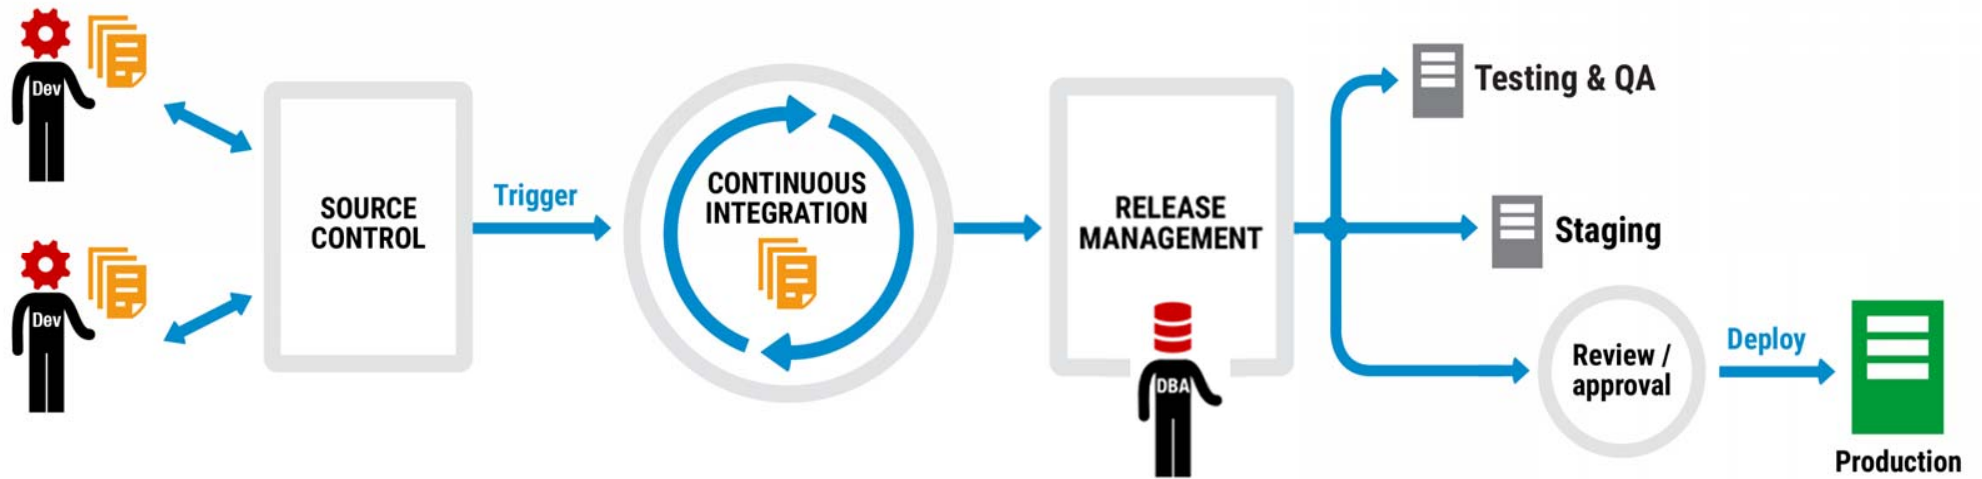 Dev
Dev
SOURCE
CONTROL
Trigger
CONTINUOUS
INTEGRATION
RELEASE
MANAGEMENT
DBA
Testing & QA
Staging
Review /
approval
Deploy
Production